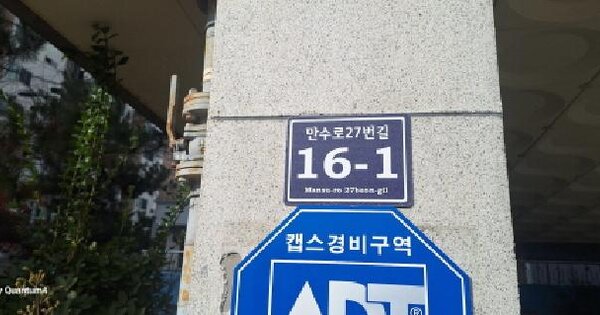 만수로27번길
16-1
Mansu-ro 27beon-gil
캡스경비구역
ADT®
QuantumA